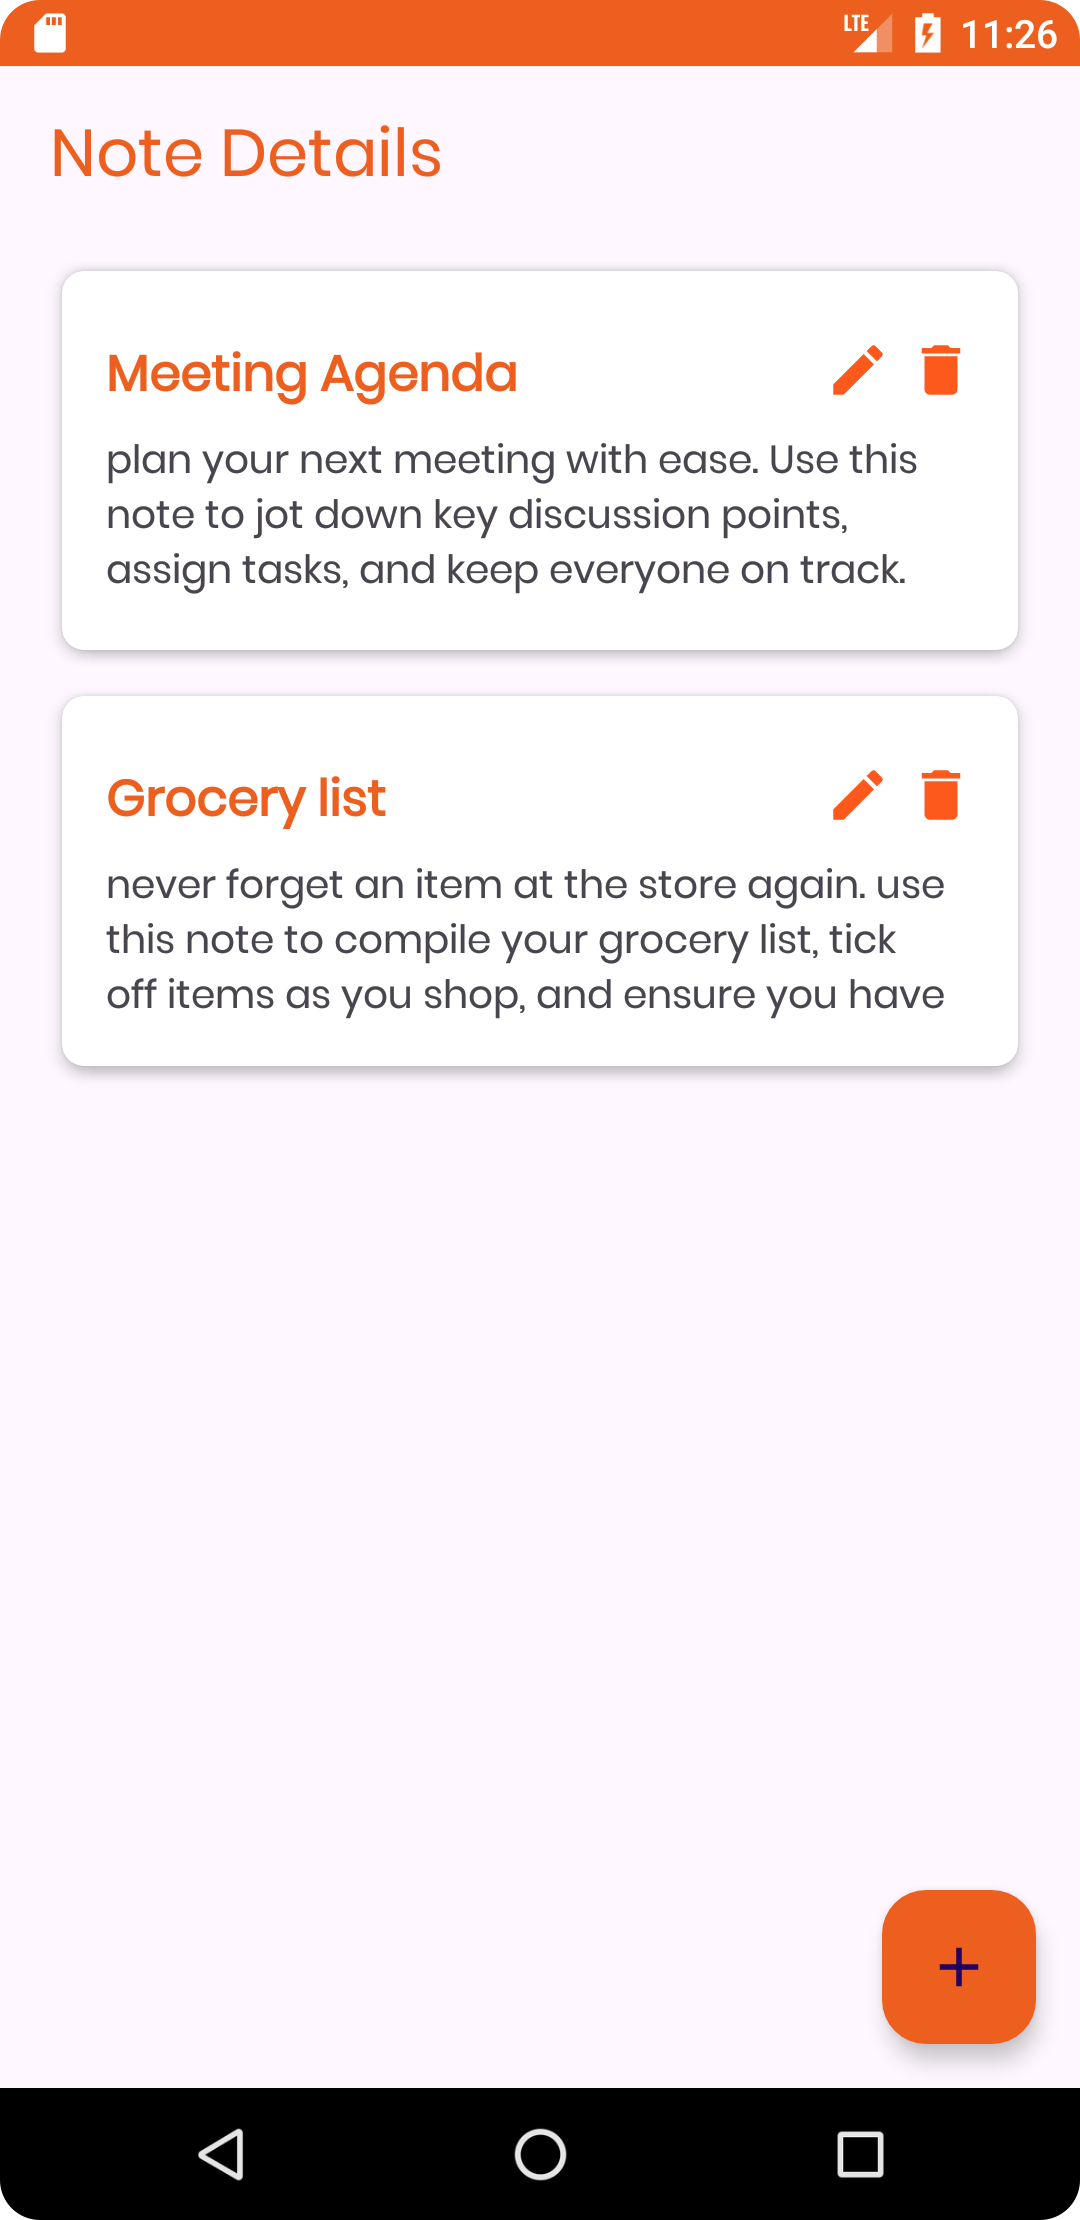 LTE 11:26
Note Details
Meeting Agenda
plan your next meeting with ease. Use this
note to jot down key discussion points,
assign tasks, and keep everyone on track.
Grocery list
never forget an item at the store again. use
this note to compile your grocery list, tick
off items as you shop, and ensure you have